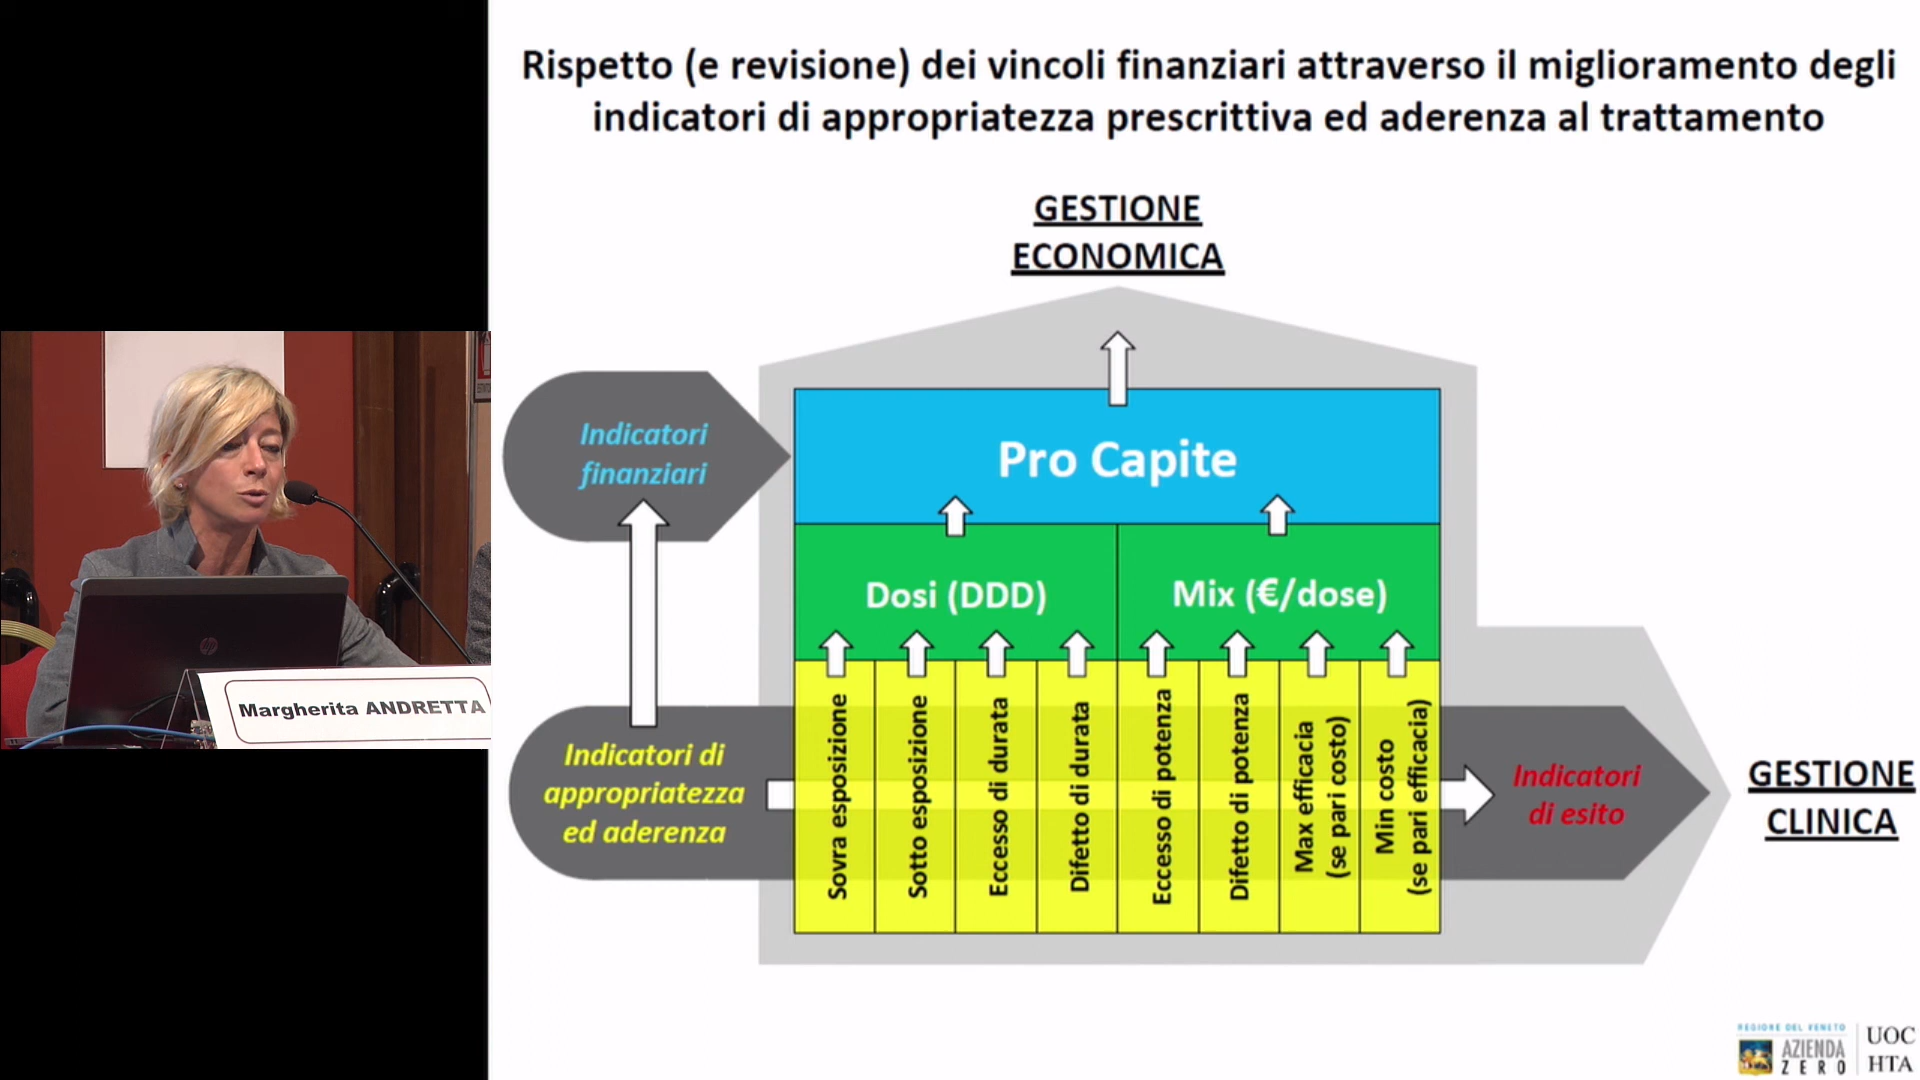 Rispetto (e revisione) dei vincoli finanziari attraverso il miglioramento degli
indicatori di appropriatezza prescrittiva ed aderenza al trattamento
GESTIONE
ECONOMICA
Indicatori
finanziari
Pro Capite
Dosi (DDD)
Mix (€/dose)
Indicatori di
appropriatezza
ed aderenza
Sovra esposizione
Sotto esposizione
Eccesso di durata
Difetto di durata
Eccesso di potenza
Difetto di potenza
Max efficacia
(se pari costo)
Min costo
(se pari efficacia)
Indicatori
di esito
GESTIONE
CLINICA
Margherita ANDRETTA
hp
REGIONE DEL VENETO
AZIENDA
ZERO
UOC
HTA